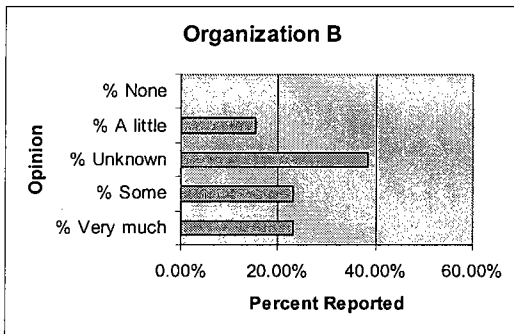 Organization B
Opinion
% None
% A little
% Unknown
% Some
% Very much
0.00% 20.00% 40.00% 60.00%
Percent Reported